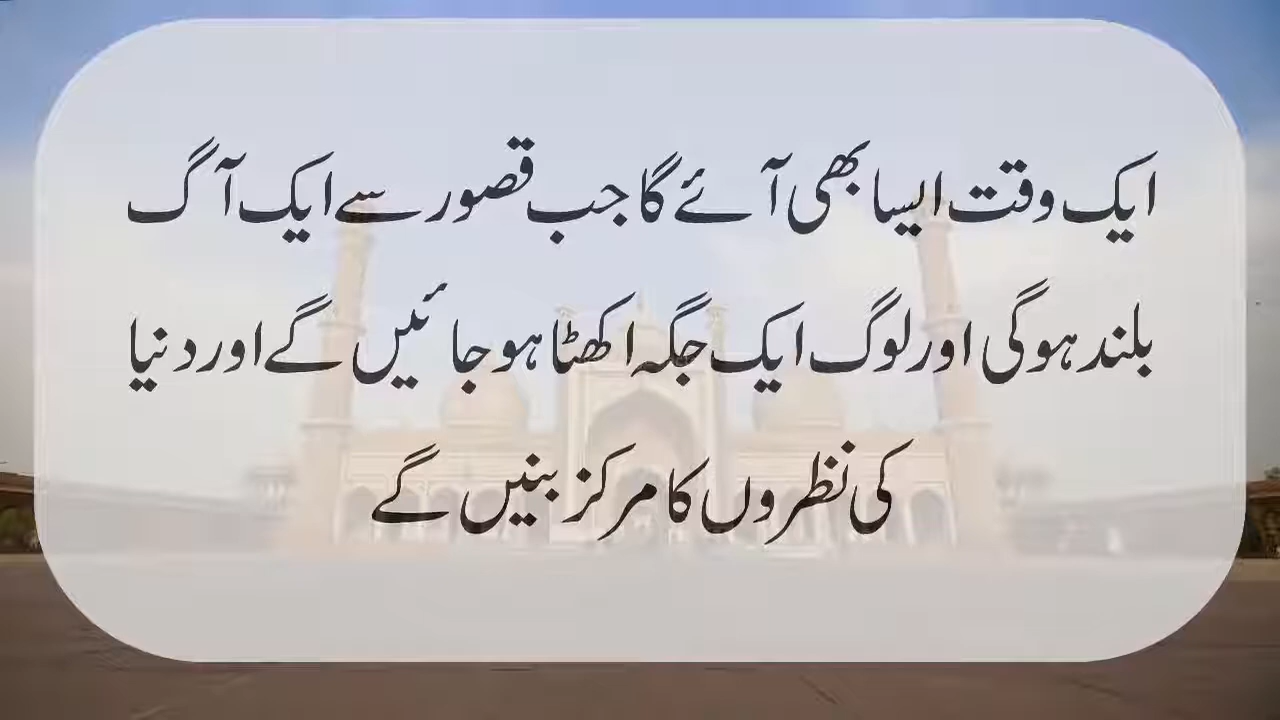 ایک وقت ایسا بھی آئے گا جب قصور سے ایک آگ
بلند ہوگی اور لوگ ایک جگہ اکھٹا ہو جائیں گے اور دنیا
کی نظروں کا مرکز بنیں گے